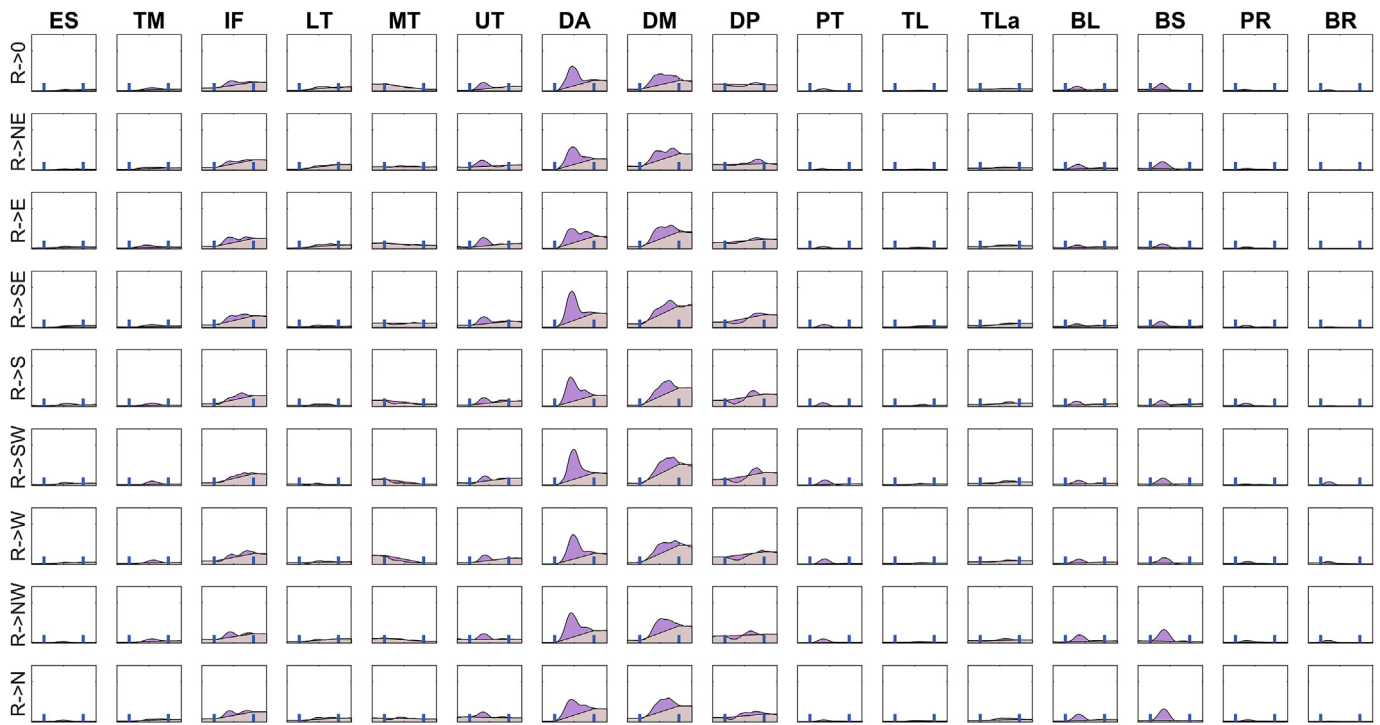 ES TM IF LT MT UT DA DM DP PT TL TLa BL BS PR BR
R->0
R->NE
R->E
R->SE
R->S
R->SW
R->W
R->NW
R->N